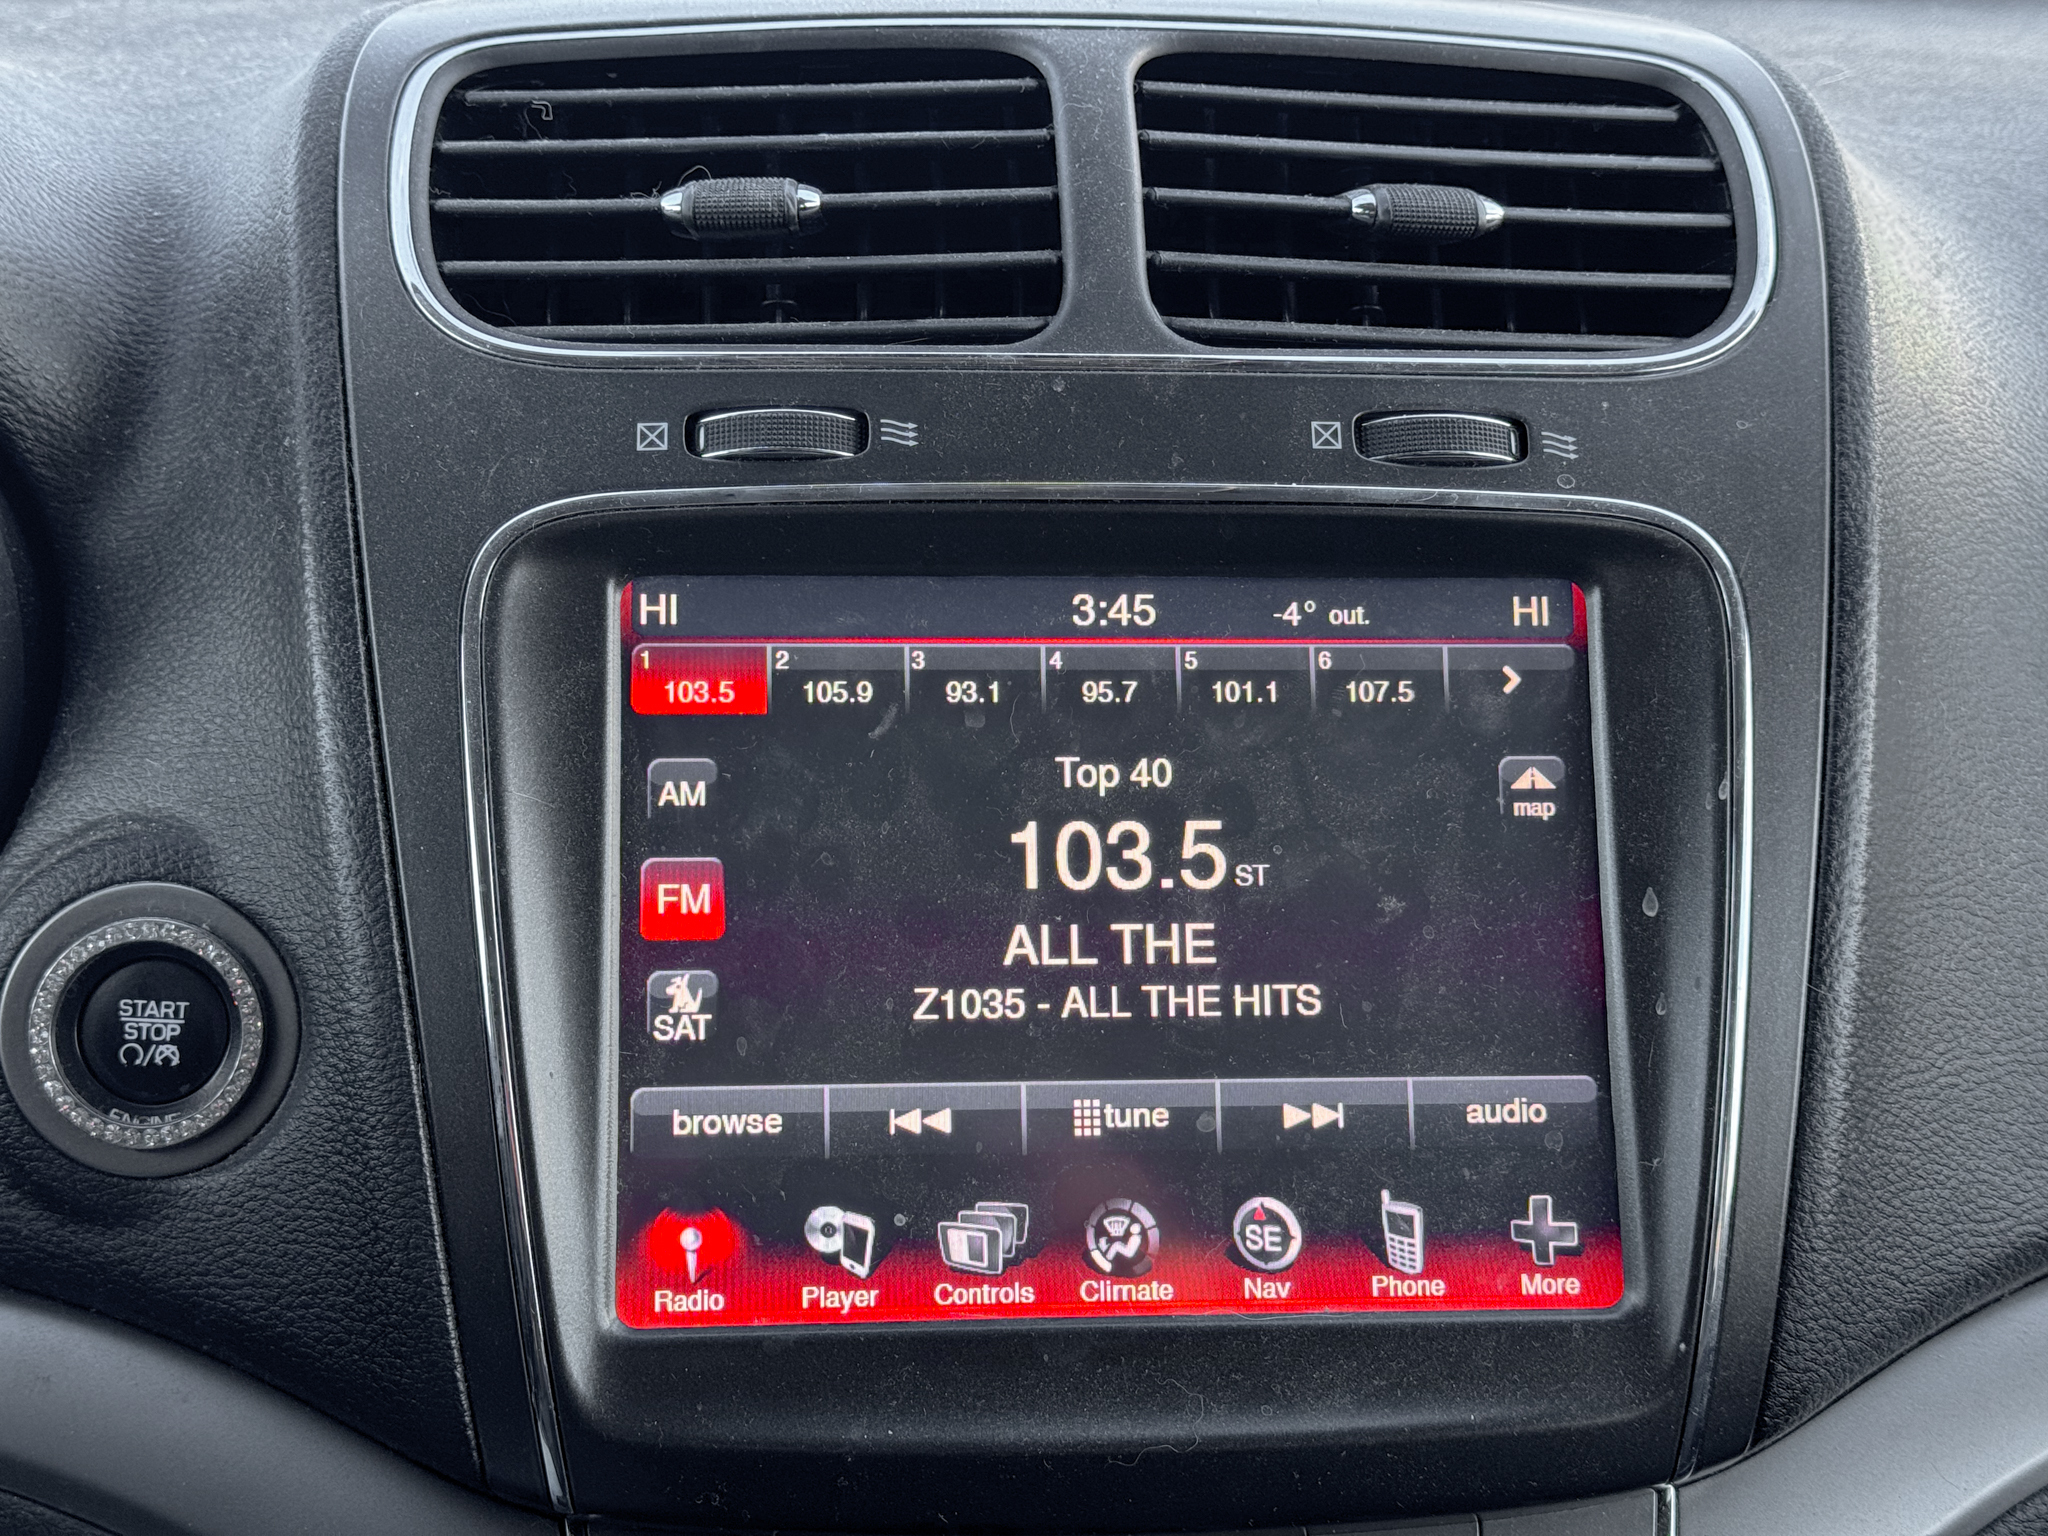 HI 3:45 -4° out. HI
1 2 3 4 5 6
103.5 105.9 93.1 95.7 101.1 107.5
Top 40
AM
map
103.5 ST
FM
ALL THE
Z1035 - ALL THE HITS
SAT
START
STOP
ENGINE
browse tune audio
SE
Radio Player Controls Climate Nav Phone More